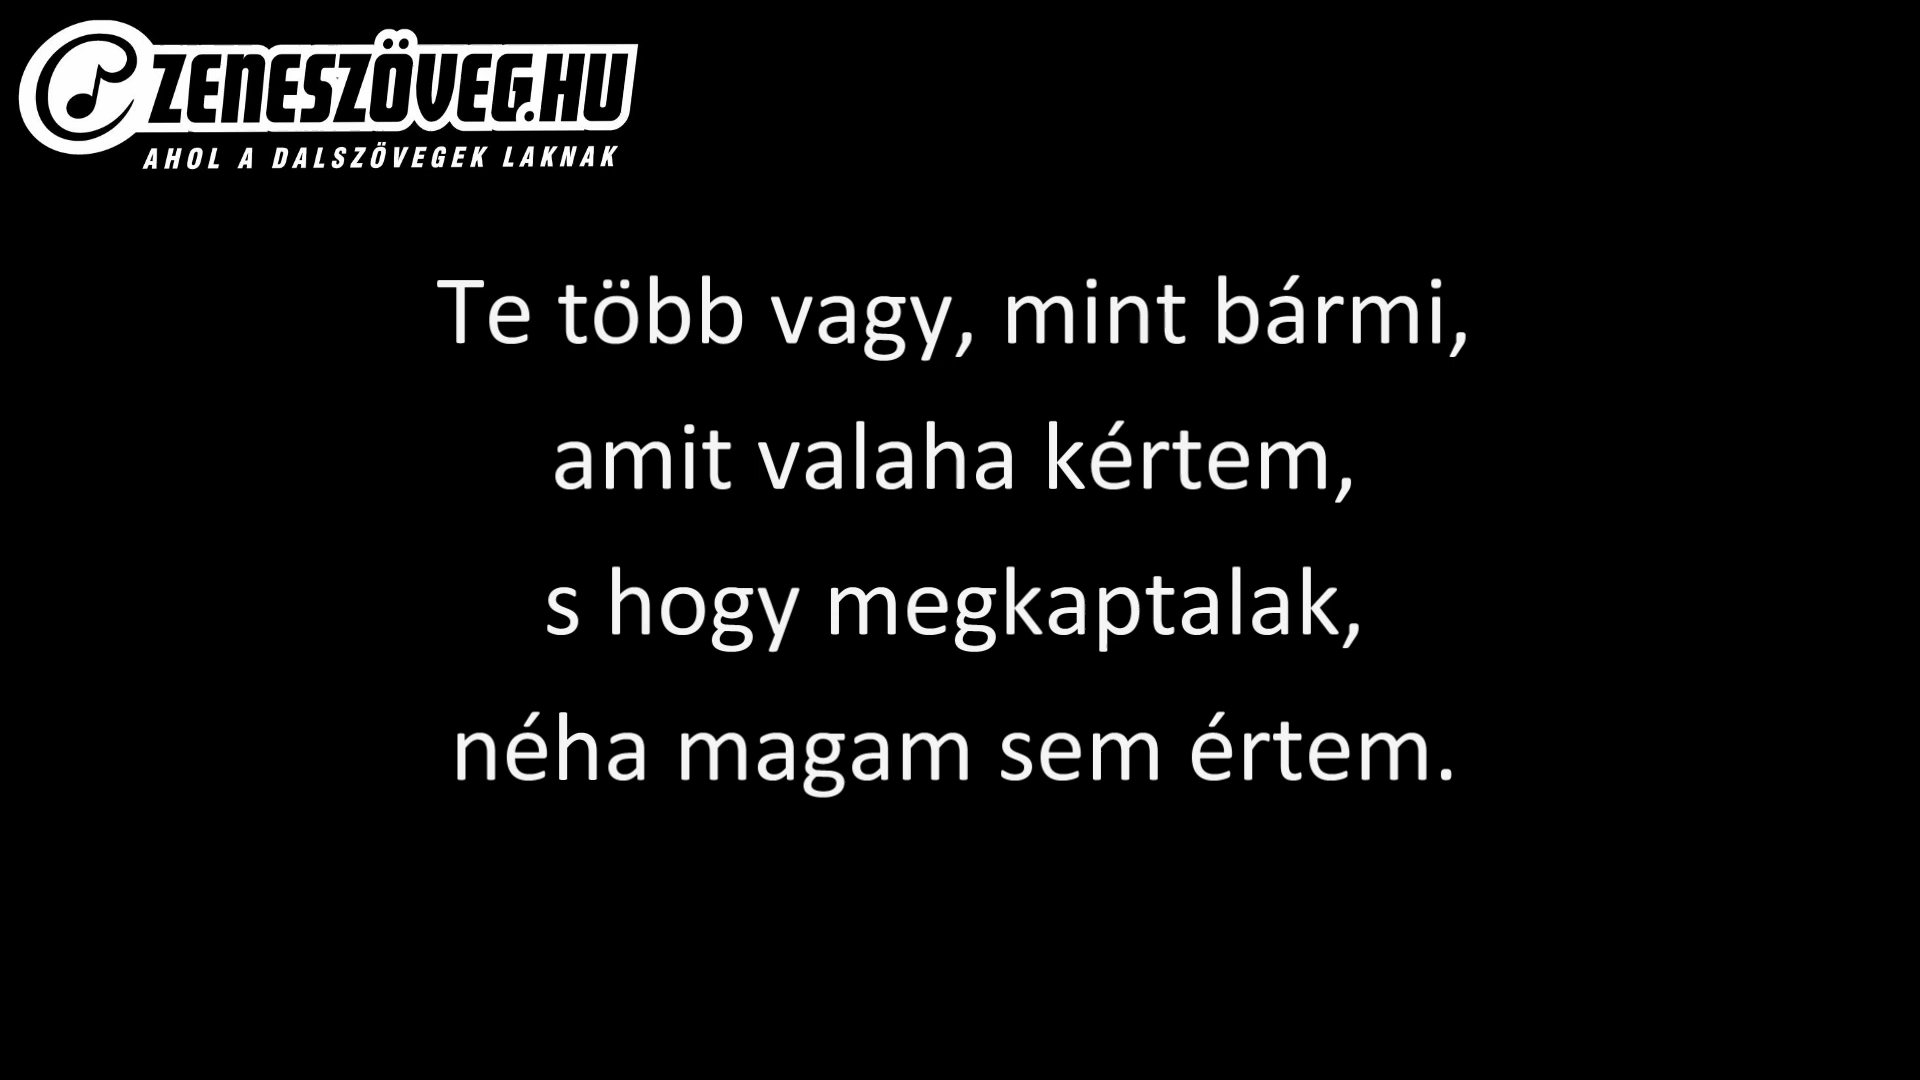 ZENESZÖVEG.HU
AHOL A DALSZÖVEGEK LAKNAK
Te több vagy, mint bármi,
amit valaha kértem,
s hogy megkaptalak,
néha magam sem értem.